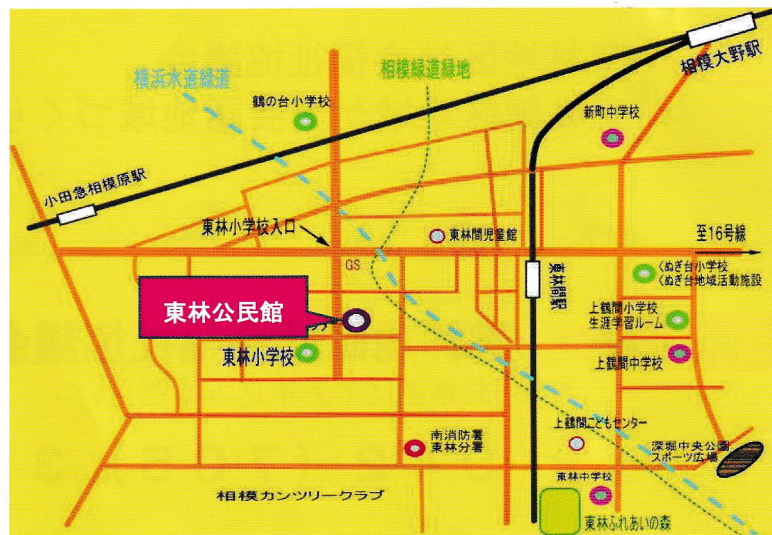 相模大野駅
横浜水道緑道
相模緑道緑地
鶴の台小学校
新町中学校
小田急相模原駅
東林小学校入口
東林間児童館
至16号線
GS
東林間駅
くぬぎ台小学校
くぬぎ台地域活動施設
東林公民館
上鶴間小学校
生涯学習ルーム
東林小学校
上鶴間中学校
上鶴間こどもセンター
南消防署
東林分署
深堀中央公園
スポーツ広場
東林中学校
相模カンツリークラブ
東林ふれあいの森